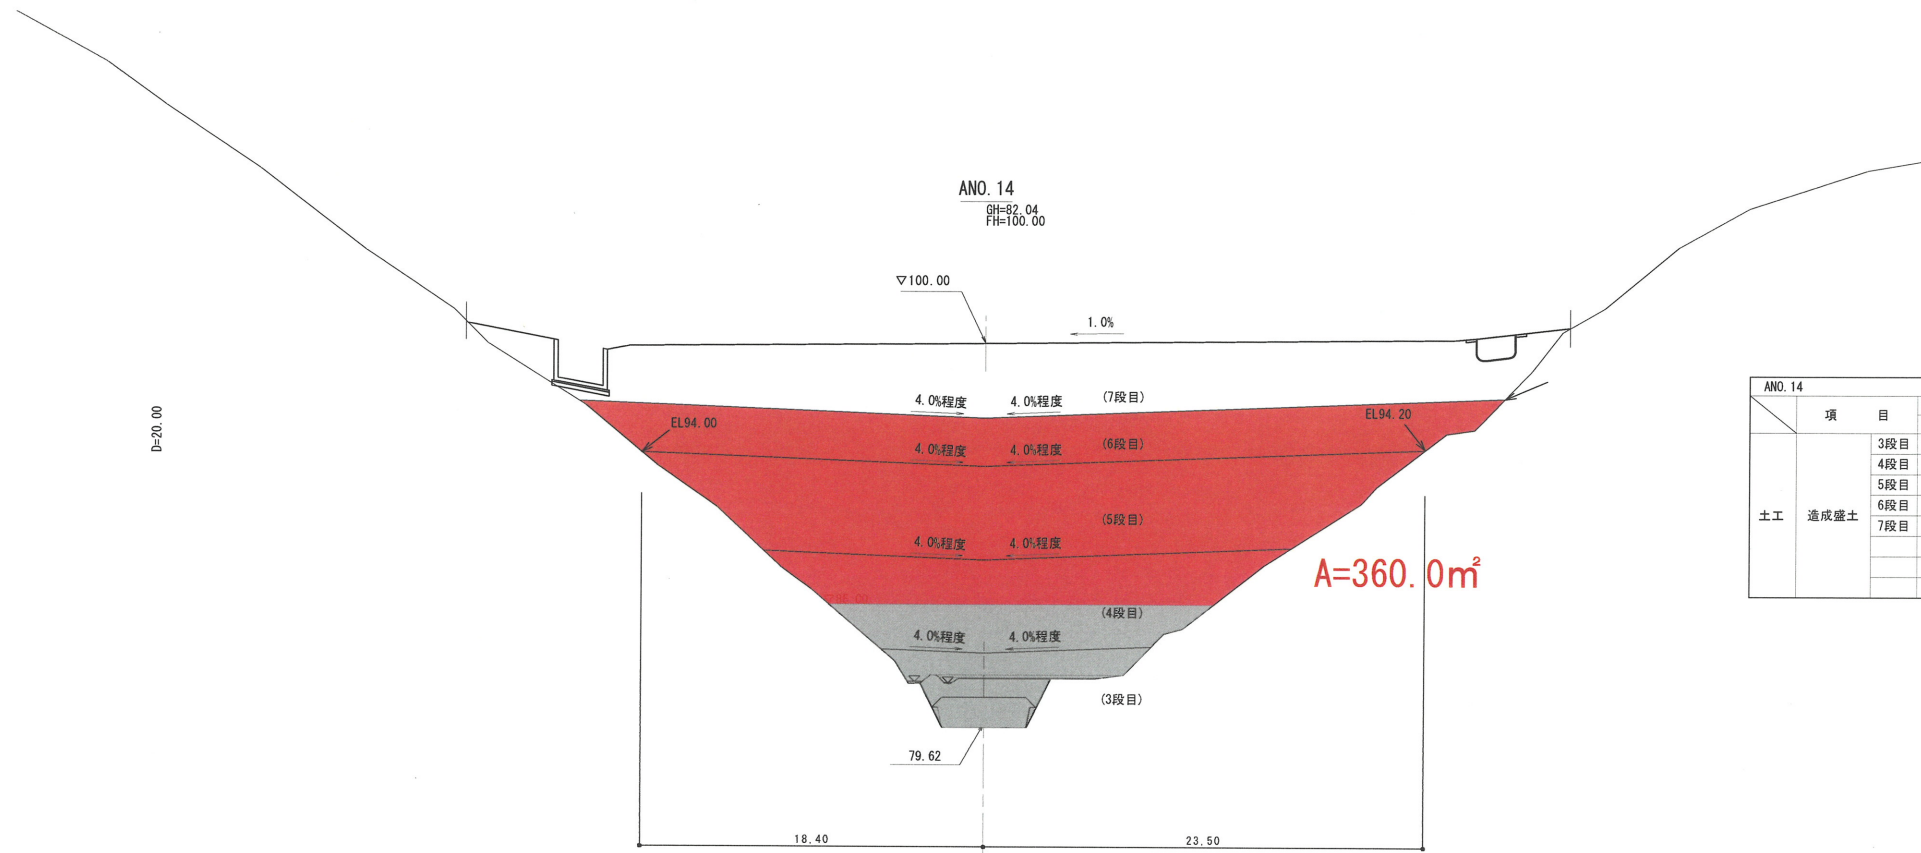 ANO. 14
GH=82.04
FH=100.00
▽100.00
1.0%
4.0%程度
4.0%程度
(7段目)
EL94.00
EL94.20
4.0%程度
4.0%程度
(6段目)
(5段目)
4.0%程度
4.0%程度
A=360.0㎡
(4段目)
4.0%程度
4.0%程度
(3段目)
79.62
18.40
23.50
D=20.00
ANO. 14
項 目
土工
造成盛土
3段目
4段目
5段目
6段目
7段目